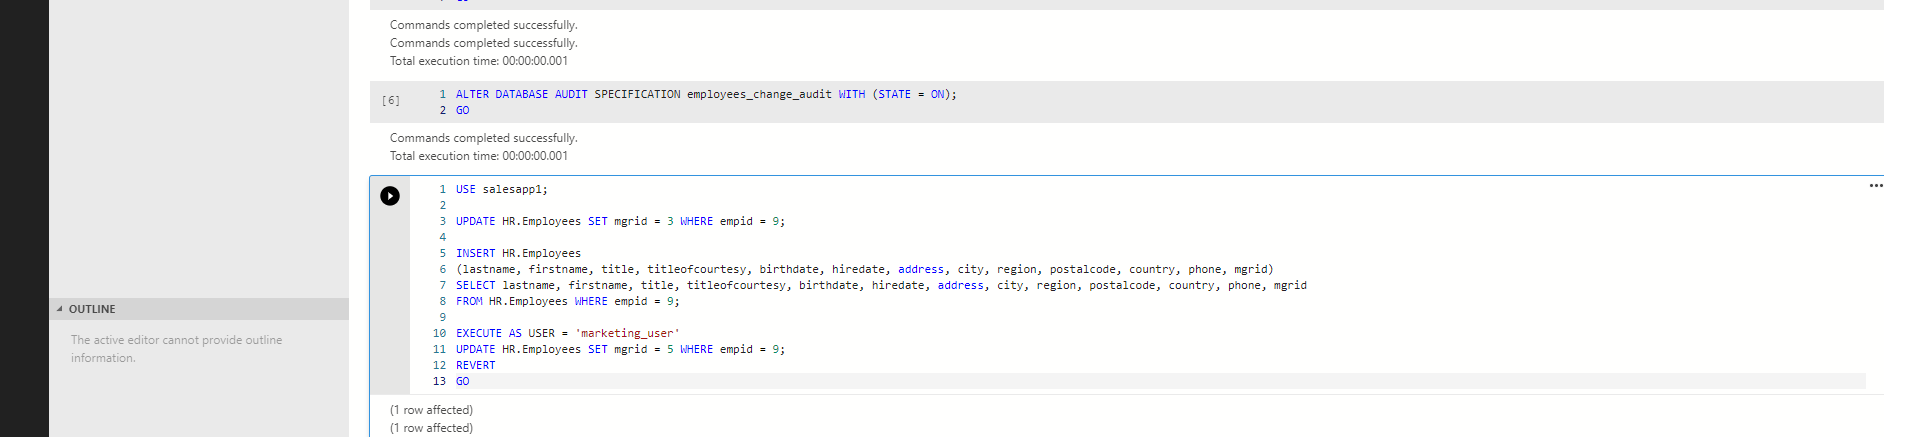 Commands completed successfully.
Commands completed successfully.
Total execution time: 00:00:00.001
[6]
1 ALTER DATABASE AUDIT SPECIFICATION employees_change_audit WITH (STATE = ON);
2 GO
Commands completed successfully.
Total execution time: 00:00:00.001
1 USE salesapp1;
2
3 UPDATE HR.Employees SET mgrid = 3 WHERE empid = 9;
4
5 INSERT HR.Employees
6 (lastname, firstname, title, titleofcourtesy, birthdate, hiredate, address, city, region, postalcode, country, phone, mgrid)
7 SELECT lastname, firstname, title, titleofcourtesy, birthdate, hiredate, address, city, region, postalcode, country, phone, mgrid
8 FROM HR.Employees WHERE empid = 9;
9
10 EXECUTE AS USER = 'marketing_user'
11 UPDATE HR.Employees SET mgrid = 5 WHERE empid = 9;
12 REVERT
13 GO
(1 row affected)
(1 row affected)
OUTLINE
The active editor cannot provide outline
information.